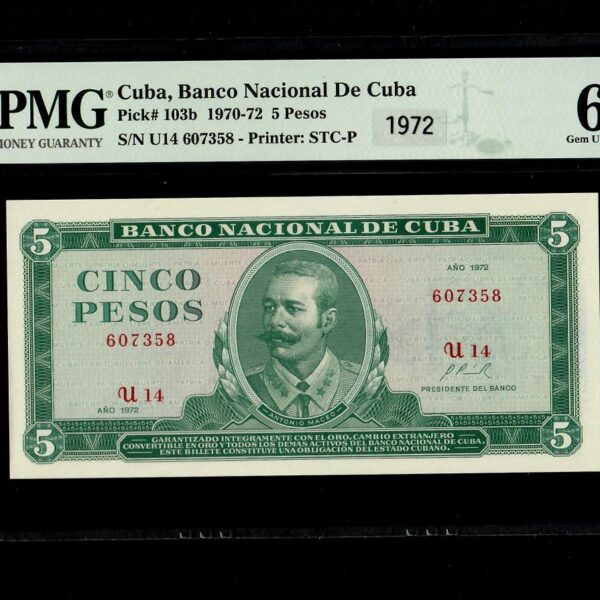 PMG® Cuba, Banco Nacional De Cuba
Pick# 103b 1970-72 5 Pesos
MONEY GUARANTY S/N U14 607358 - Printer: STC-P
1972
6
Gem U
BANCO NACIONAL DE CUBA
5
5
CINCO
PESOS
607358
U 14
AÑO 1972
AÑO 1972
607358
U 14
PRESIDENTE DEL BANCO
ANTONIO MACEO
5
5
GARANTIZADO INTEGRAMENTE CON EL ORO, CAMBIO EXTRANJERO
CONVERTIBLE EN ORO Y TODOS LOS DEMAS ACTIVOS DEL BANCO NACIONAL DE CUBA.
ESTE BILLETE CONSTITUYE UNA OBLIGACION DEL ESTADO CUBANO.